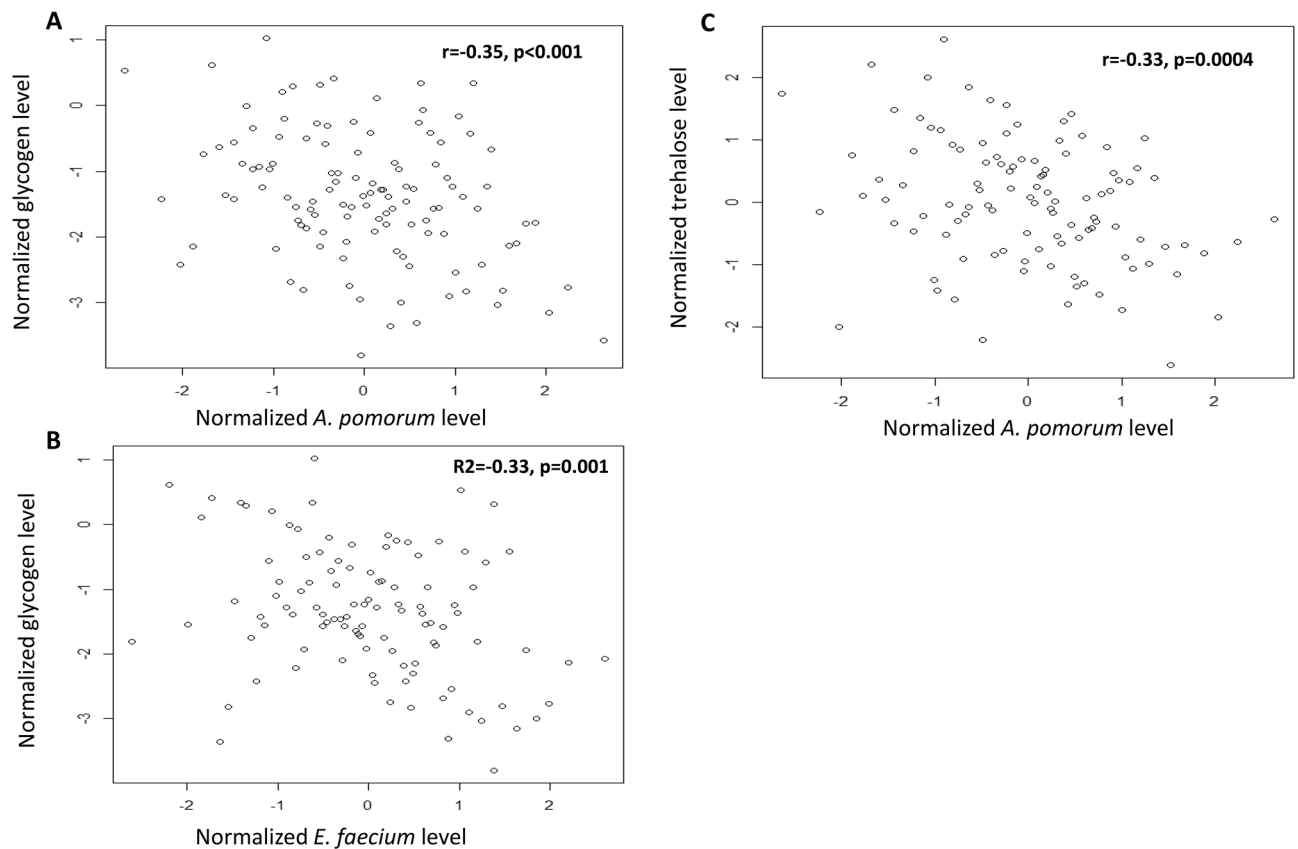 A
r=-0.35, p<0.001
Normalized glycogen level
1
0
-1
-2
-3
-2 -1 0 1 2
Normalized A. pomorum level
B
R2=-0.33, p=0.001
Normalized glycogen level
1
0
-1
-2
-3
-2 -1 0 1 2
Normalized E. faecium level
C
r=-0.33, p=0.0004
Normalized trehalose level
2
1
0
-1
-2
-2 -1 0 1 2
Normalized A. pomorum level